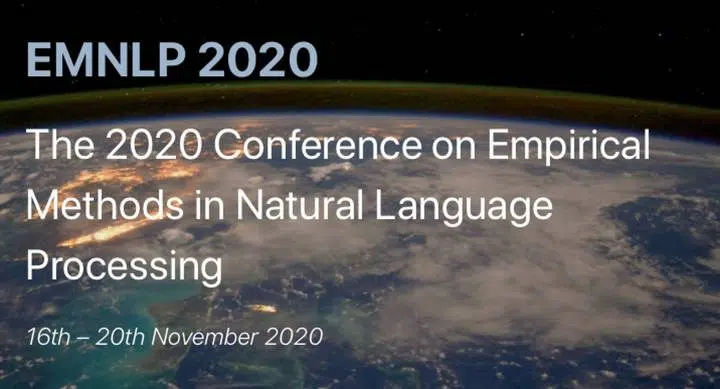 EMNLP 2020
The 2020 Conference on Empirical
Methods in Natural Language
Processing
16th – 20th November 2020